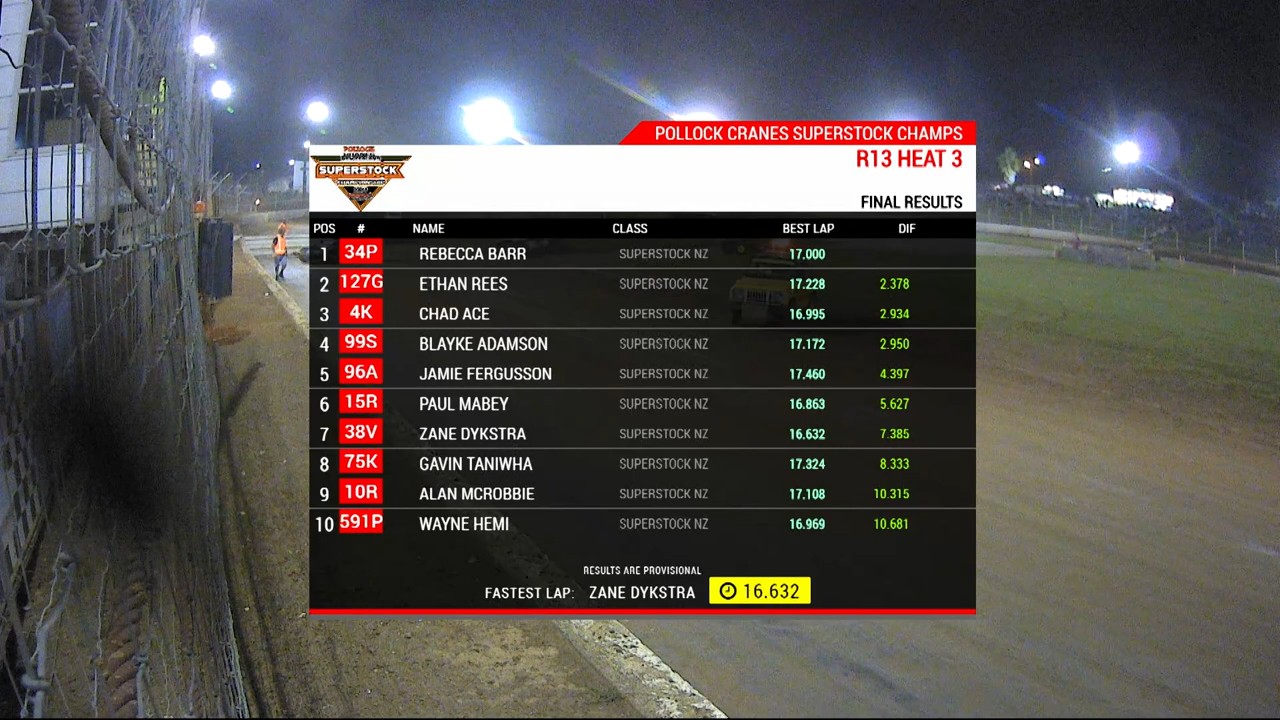 POLLOCK CRANES SUPERSTOCK CHAMPS
R13 HEAT 3
POLLOCK
SUPERSTOCK
FINAL RESULTS
POS # NAME CLASS BEST LAP DIF
1 34P REBECCA BARR SUPERSTOCK NZ 17.000
2 127G ETHAN REES SUPERSTOCK NZ 17.228 2.378
3 4K CHAD ACE SUPERSTOCK NZ 16.995 2.934
4 99S BLAYKE ADAMSON SUPERSTOCK NZ 17.172 2.950
5 96A JAMIE FERGUSSON SUPERSTOCK NZ 17.460 4.397
6 15R PAUL MABEY SUPERSTOCK NZ 16.863 5.627
7 38V ZANE DYKSTRA SUPERSTOCK NZ 16.632 7.385
8 75K GAVIN TANIWHA SUPERSTOCK NZ 17.324 8.333
9 10R ALAN MCROBBIE SUPERSTOCK NZ 17.108 10.315
10 591P WAYNE HEMI SUPERSTOCK NZ 16.969 10.681
RESULTS ARE PROVISIONAL
FASTEST LAP: ZANE DYKSTRA 16.632